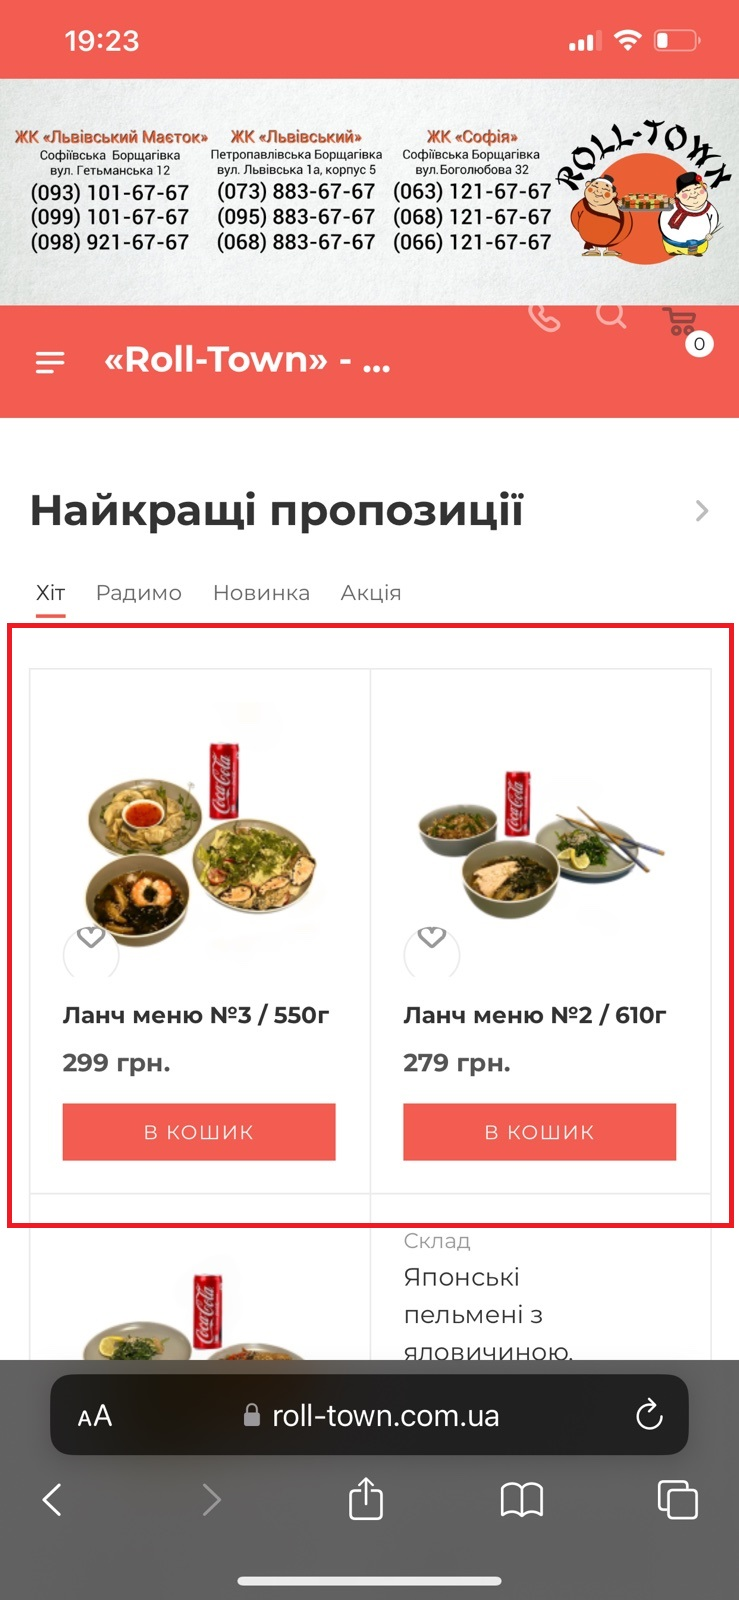 19:23
ЖК «Львівський Маєток»
Софіївська Борщагівка
вул. Гетьманська 12
(093) 101-67-67
(099) 101-67-67
(098) 921-67-67
ЖК «Львівський»
Петропавлівська Борщагівка
вул. Львівська 1а, корпус 5
(073) 883-67-67
(095) 883-67-67
(068) 883-67-67
ЖК «Софія»
Софіївська Борщагівка
вул.Боголюбова 32
(063) 121-67-67
(068) 121-67-67
(066) 121-67-67
ROLL-TOWN
«Roll-Town» - ...
0
Найкращі пропозиції
Хіт Радимо Новинка Акція
Coca-Cola
Coca-Cola
Ланч меню №3 / 550г
299 грн.
В КОШИК
Ланч меню №2 / 610г
279 грн.
В КОШИК
Coca-Cola
Склад
Японські
пельмені з
яловичиною,
AA roll-town.com.ua